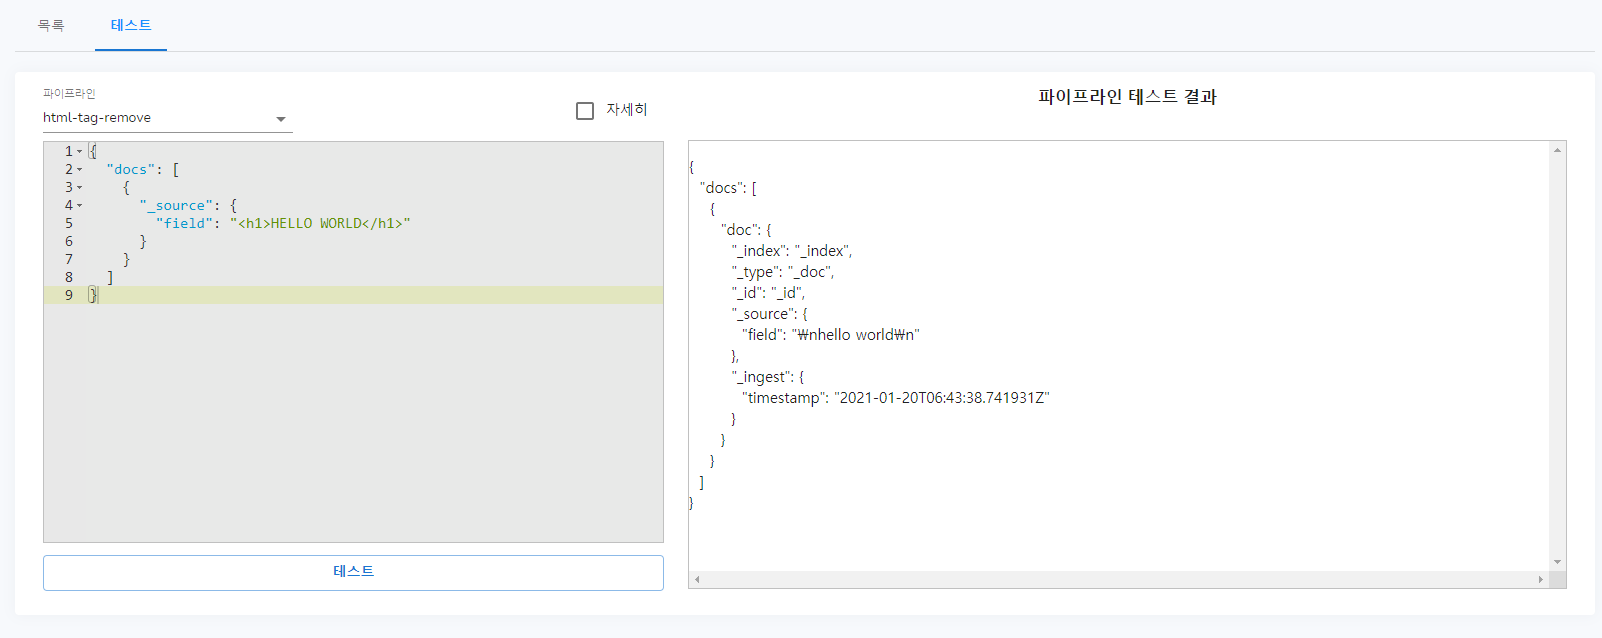 목록 테스트
파이프라인
html-tag-remove
자세히
1 {
2 "docs": [
3 {
4 "_source": {
5 "field": "<h1>HELLO WORLD</h1>"
6 }
7 }
8 ]
9 }
테스트
파이프라인 테스트 결과
{
"docs": [
{
"doc": {
"_index": "_index",
"_type": "_doc",
"_id": "_id",
"_source": {
"field": "₩nhello world₩n"
},
"_ingest": {
"timestamp": "2021-01-20T06:43:38.741931Z"
}
}
}
]
}